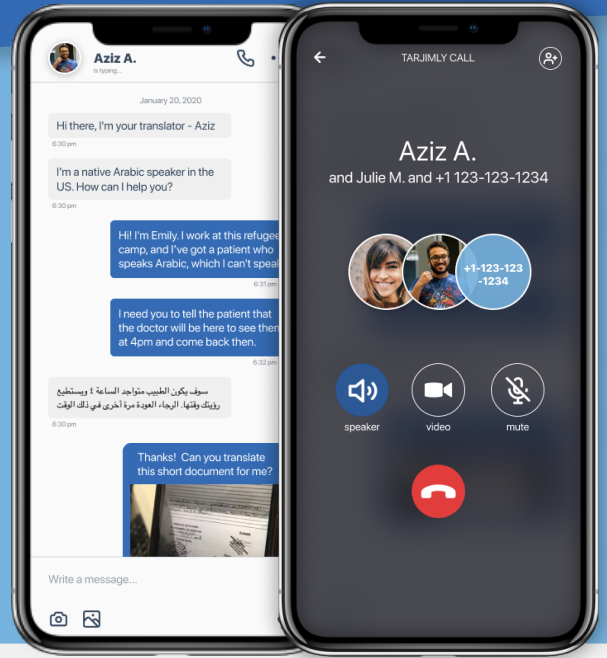 Aziz A.
is typing...
January 20, 2020
Hi there, I'm your translator - Aziz
6:30 pm
I'm a native Arabic speaker in the
US. How can I help you?
6:30 pm
Hi! I'm Emily. I work at this refugee
camp, and I've got a patient who
speaks Arabic, which I can't speak
6:31 pm
I need you to tell the patient that
the doctor will be here to see them
at 4pm and come back then.
6:32 pm
سوف يكون الطبيب متواجد الساعة ٤ ويستطيع
رؤيتك وقتها. الرجاء العودة مرة أخرى في ذلك الوقت
6:30 pm
Thanks! Can you translate
this short document for me?
Write a message...
TARJIMLY CALL
Aziz A.
and Julie M. and +1 123-123-1234
+1-123-123
-1234
speaker
video
mute